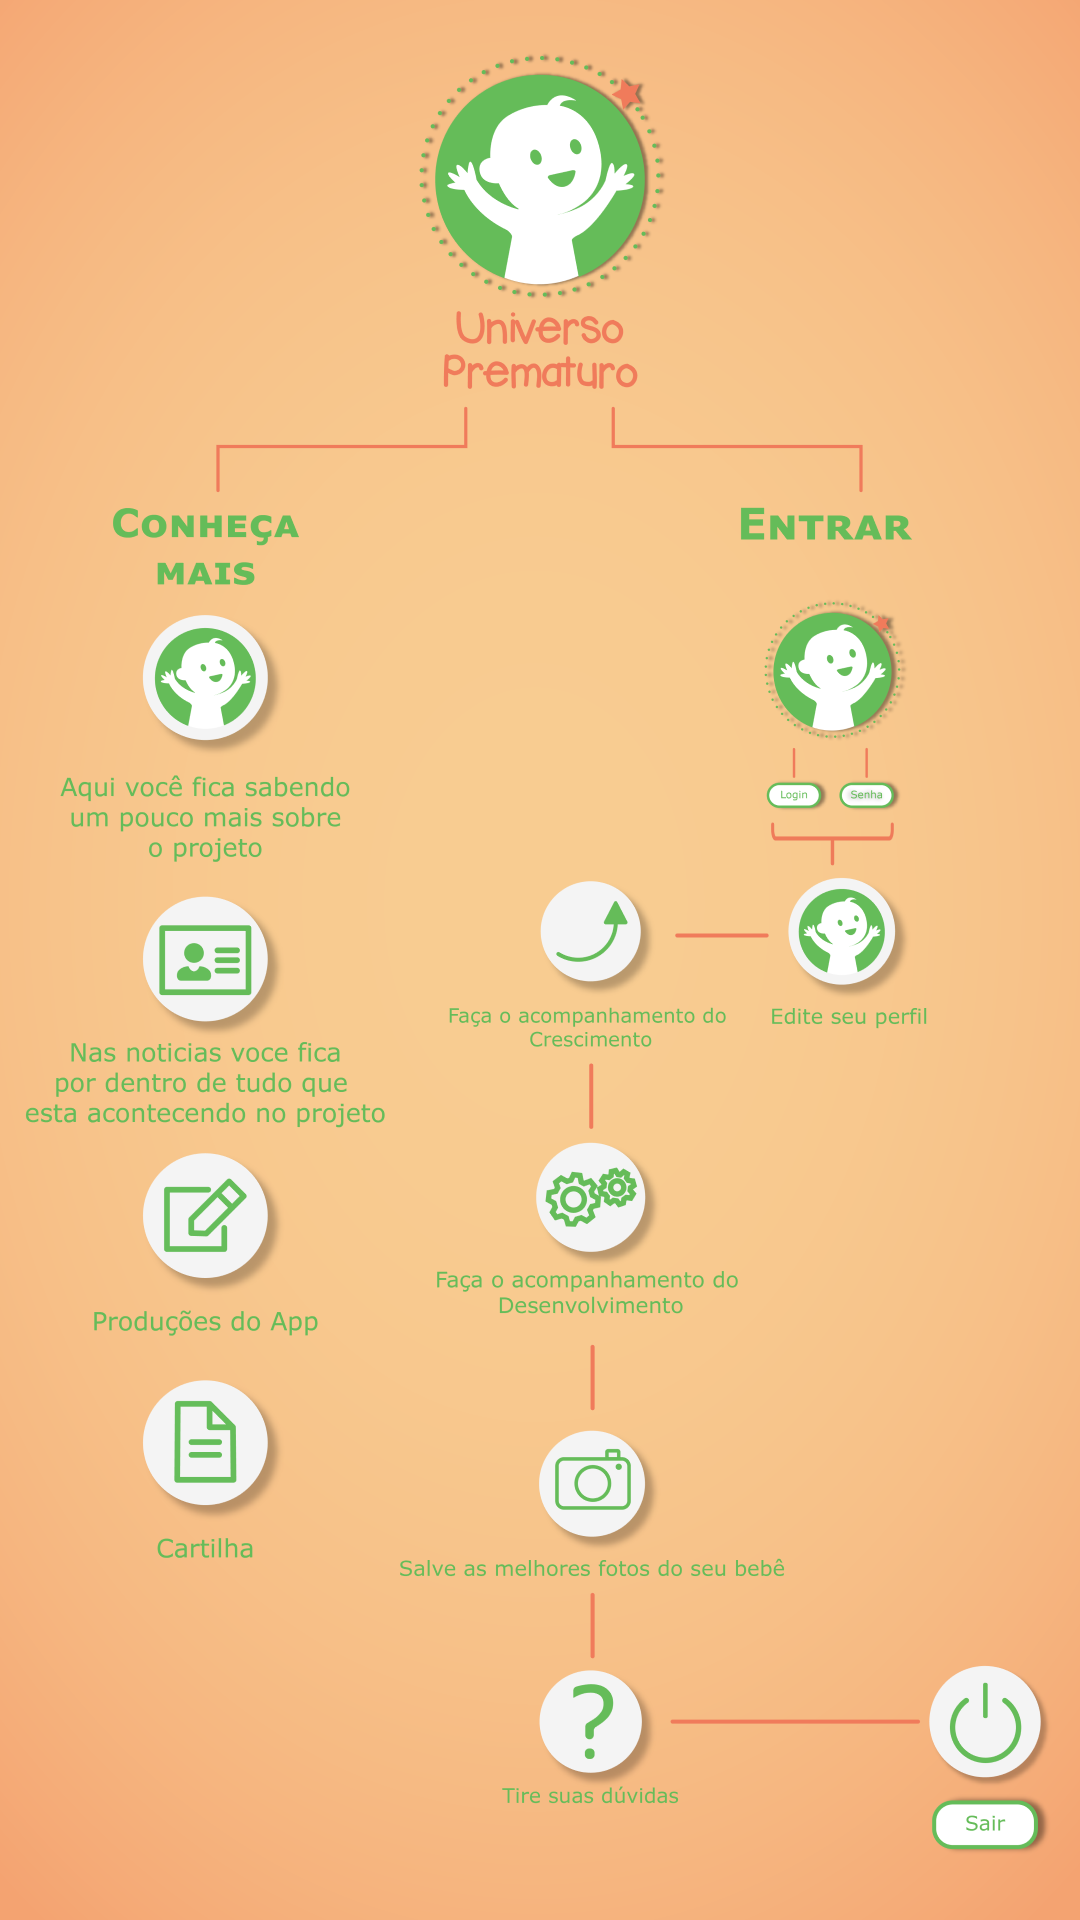 Universo
Prematuro
Conheça
mais
Aqui você fica sabendo
um pouco mais sobre
o projeto
Nas noticias voce fica
por dentro de tudo que
esta acontecendo no projeto
Produções do App
Cartilha
Entrar
Login
Senha
Edite seu perfil
Faça o acompanhamento do
Crescimento
Faça o acompanhamento do
Desenvolvimento
Salve as melhores fotos do seu bebê
?
Tire suas dúvidas
Sair